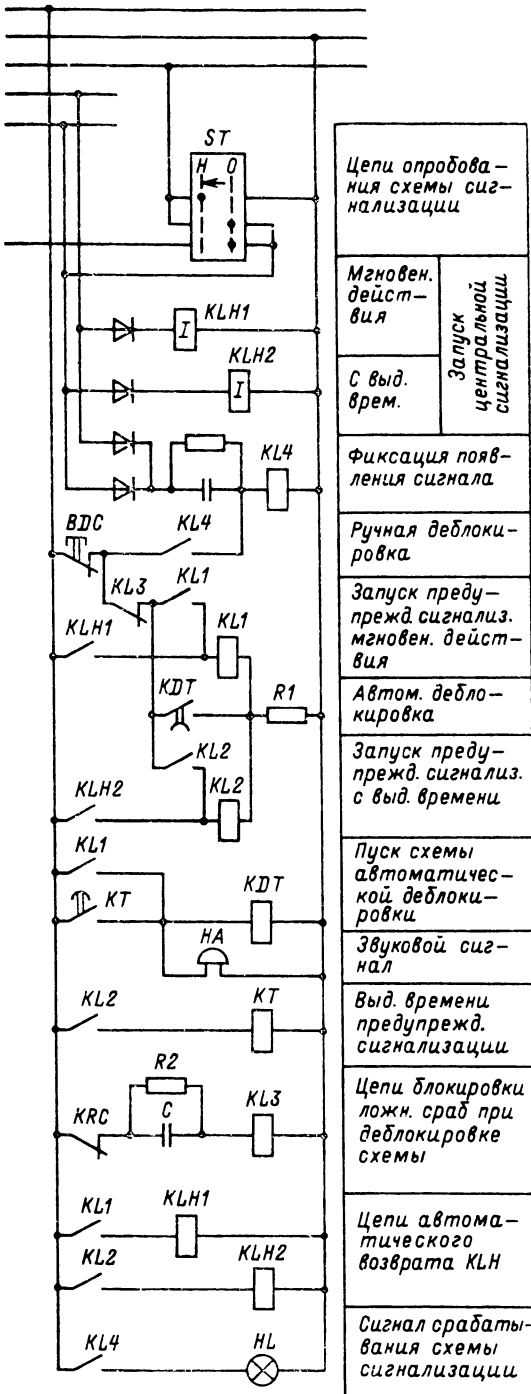 ST
H O
Цепи опробова-
ния схемы сиг-
нализации
KLH1
I
KLH2
I
Мгновен.
дейст-
вия
С выд.
врем.
Запуск
центральной
сигнализации
KL4
Фиксация появ-
ления сигнала
BDC
KL4
Ручная деблоки-
ровка
KL3
KL1
KLH1
KL1
Запуск преду-
прежд. сигнализ.
мгновен. дейст-
вия
KDT
R1
Автом. дебло-
кировка
KL2
KLH2
KL2
Запуск преду-
прежд. сигнализ.
с выд. времени
KL1
KT
KDT
Пуск схемы
автоматичес-
кой деблоки-
ровки
HA
Звуковой сиг-
нал
KL2
KT
Выд. времени
предупрежд.
сигнализации
R2
KRC
C
KL3
Цепи блокировки
ложн. сраб при
деблокировке
схемы
KL1
KLH1
KL2
KLH2
Цепи автома-
тического
возврата KLH
KL4
HL
Сигнал срабаты-
вания схемы
сигнализации